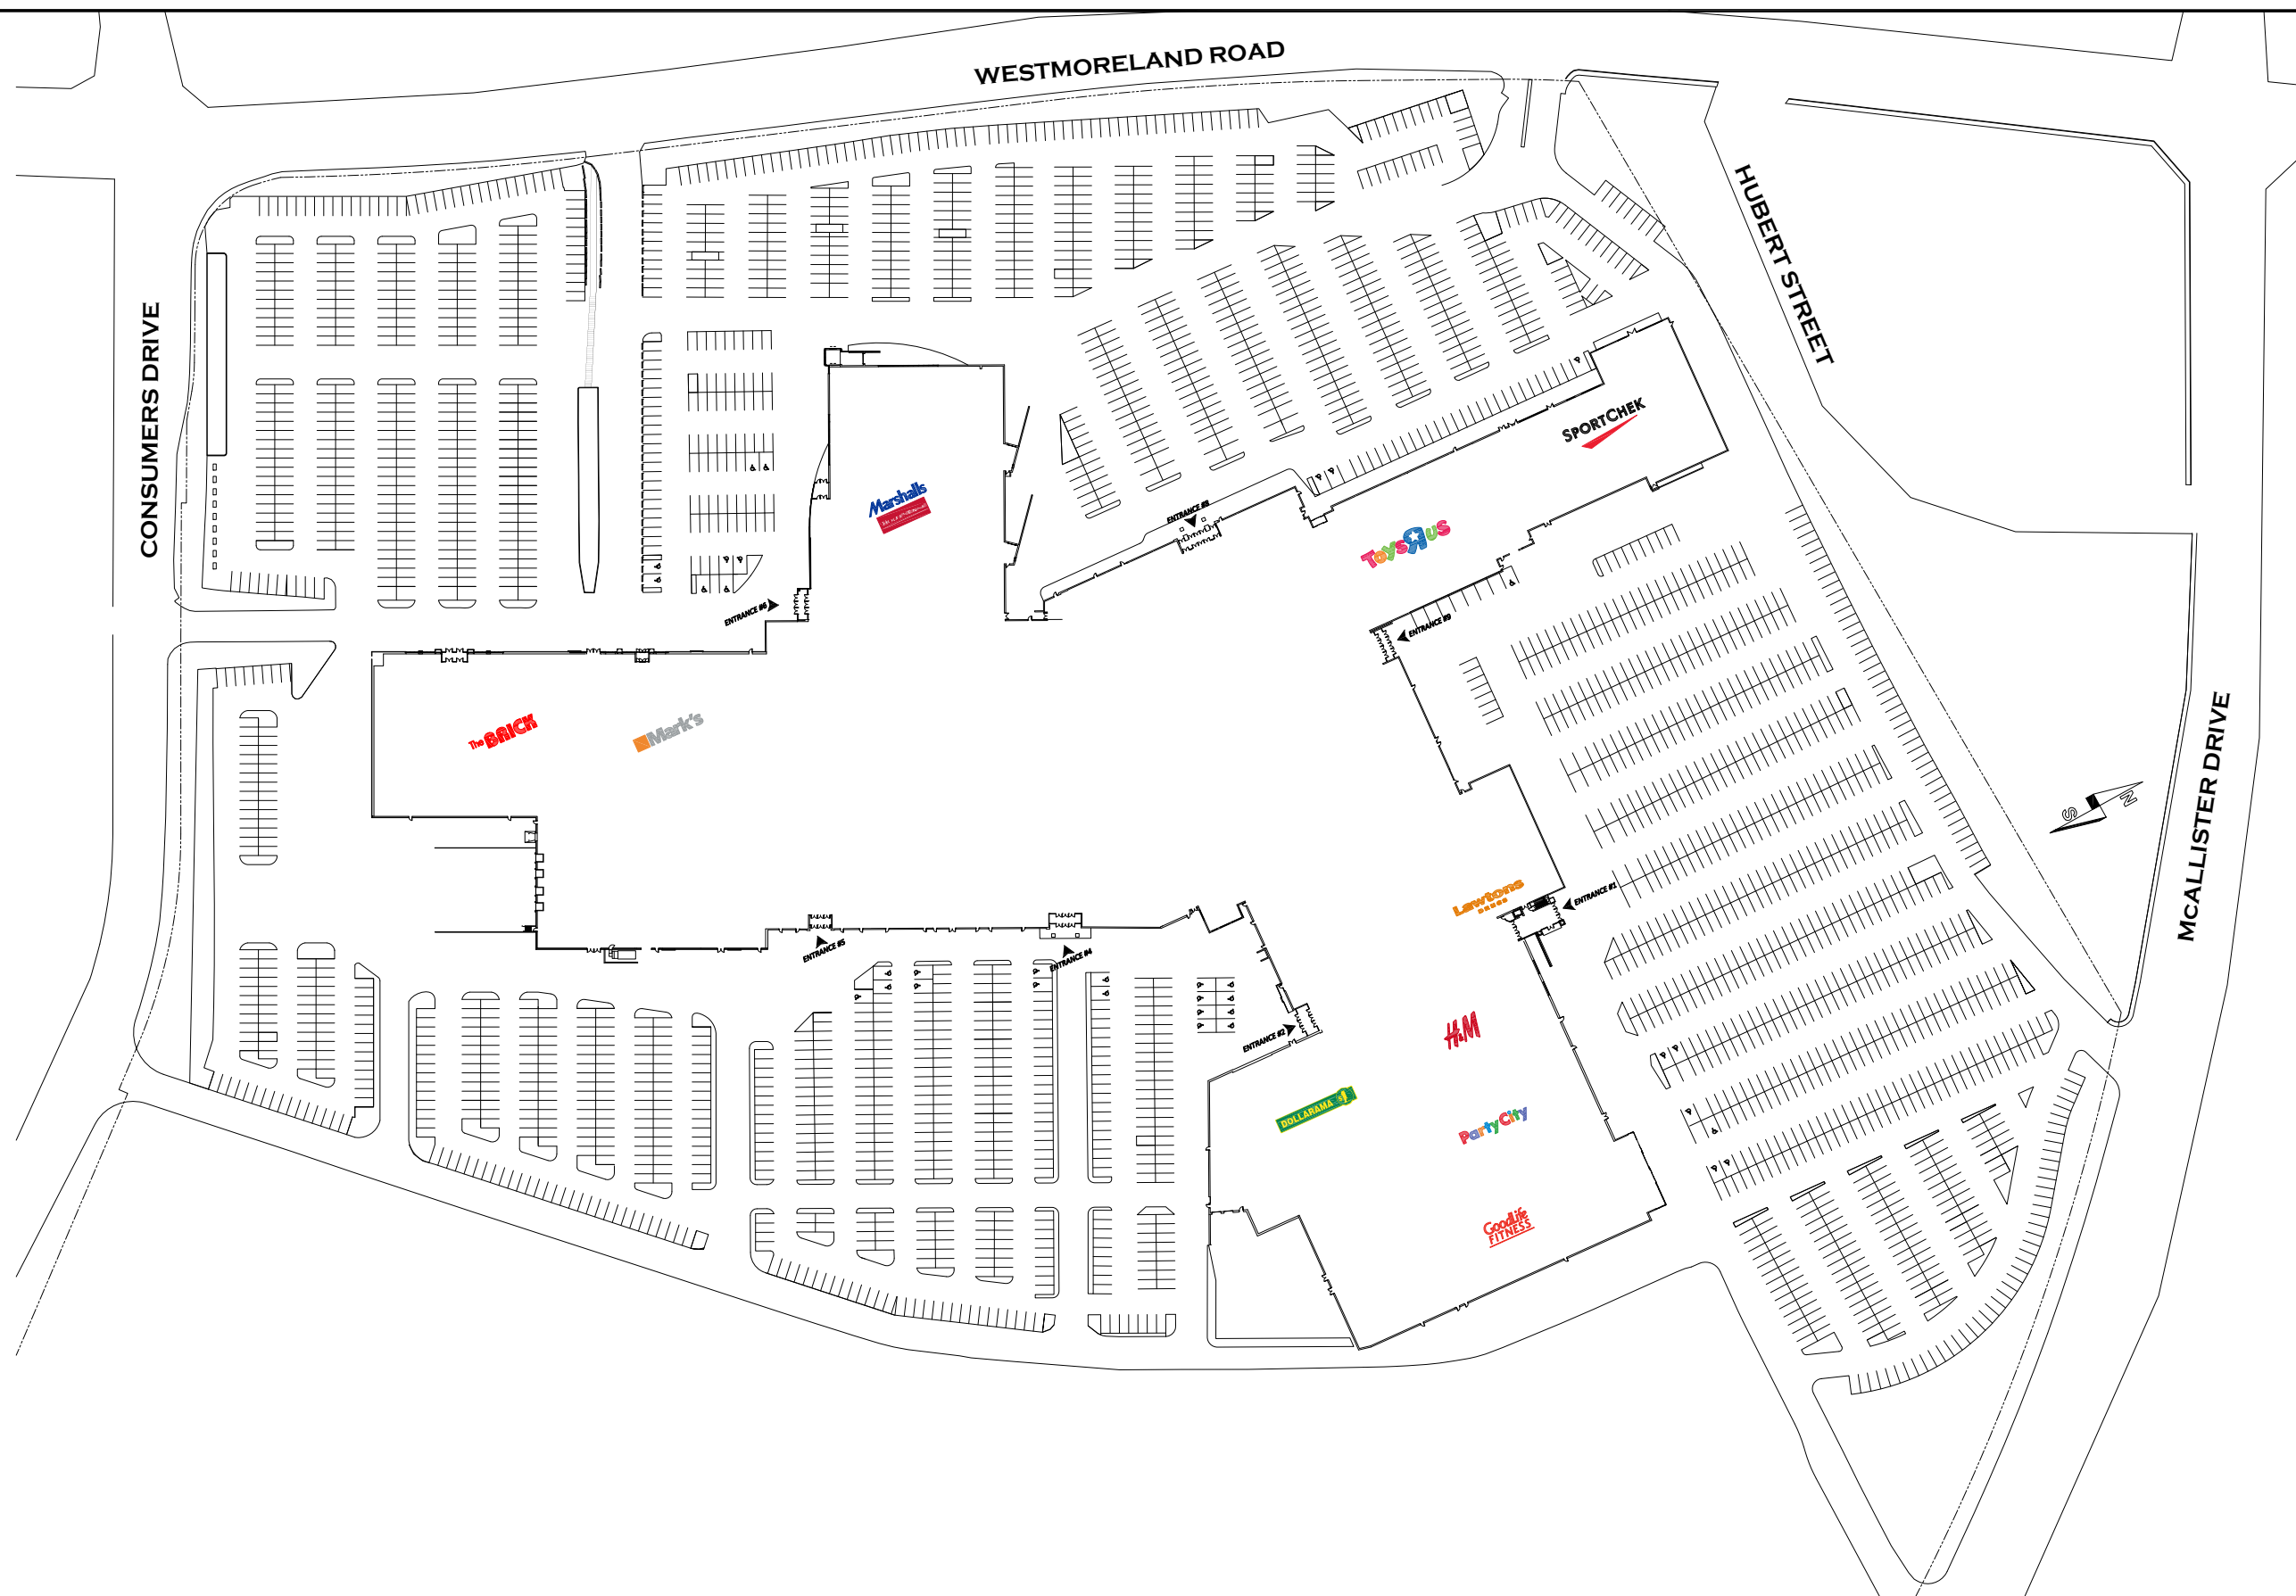 WESTMORELAND ROAD
HUBERT STREET
CONSUMERS DRIVE
SPORTCHEK
Marshalls
ENTRANCE #8
ToysRus
ENTRANCE #6
ENTRANCE #9
The BRICK
Mark's
McALLISTER DRIVE
N
S
Lawtons
DRUGS
ENTRANCE #1
ENTRANCE #5
ENTRANCE #4
ENTRANCE #2
H&M
DOLLARAMA
PartyCity
GoodLife
FITNESS